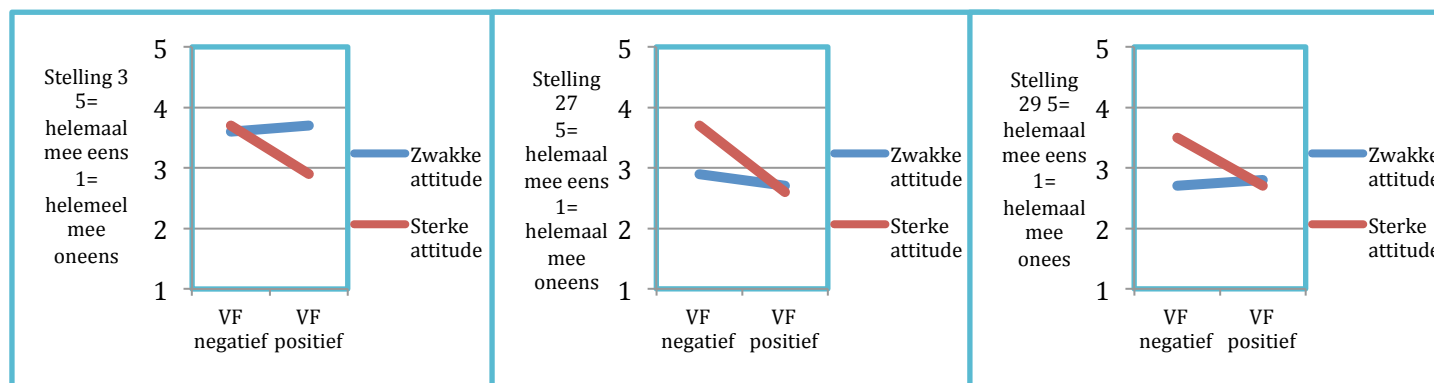 Stelling 3
5=
helemaal
mee eens
1=
helemeel
mee
oneens
5
4
3
2
1
VF
negatief
VF
positief
Zwakke
attitude
Sterke
attitude
Stelling
27
5=
helemaal
mee eens
1=
helemaal
mee
oneens
5
4
3
2
1
VF
negatief
VF
positief
Zwakke
attitude
Sterke
attitude
Stelling
29 5=
helemaal
mee eens
1=
helemaal
mee
onees
5
4
3
2
1
VF
negatief
VF
positief
Zwakke
attitude
Sterke
attitude